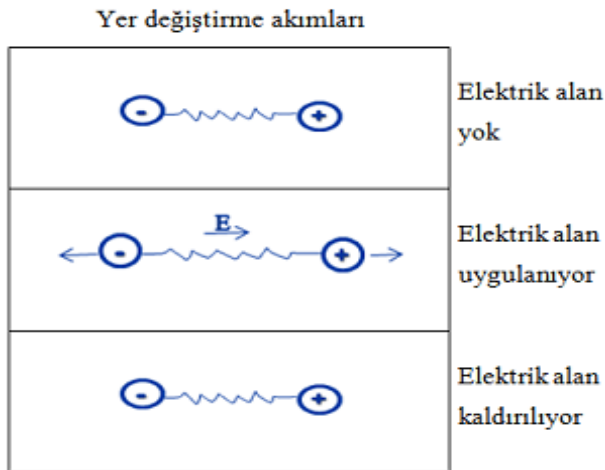 Yer değiştirme akımları
- +
Elektrik alan
yok
E
- +
Elektrik alan
uygulanıyor
- +
Elektrik alan
kaldırılıyor